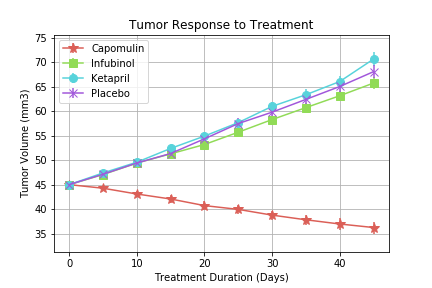 Tumor Response to Treatment
Capomulin
Infubinol
Ketapril
Placebo
75
70
65
60
55
50
45
40
35
Tumor Volume (mm3)
0
10
20
30
40
Treatment Duration (Days)